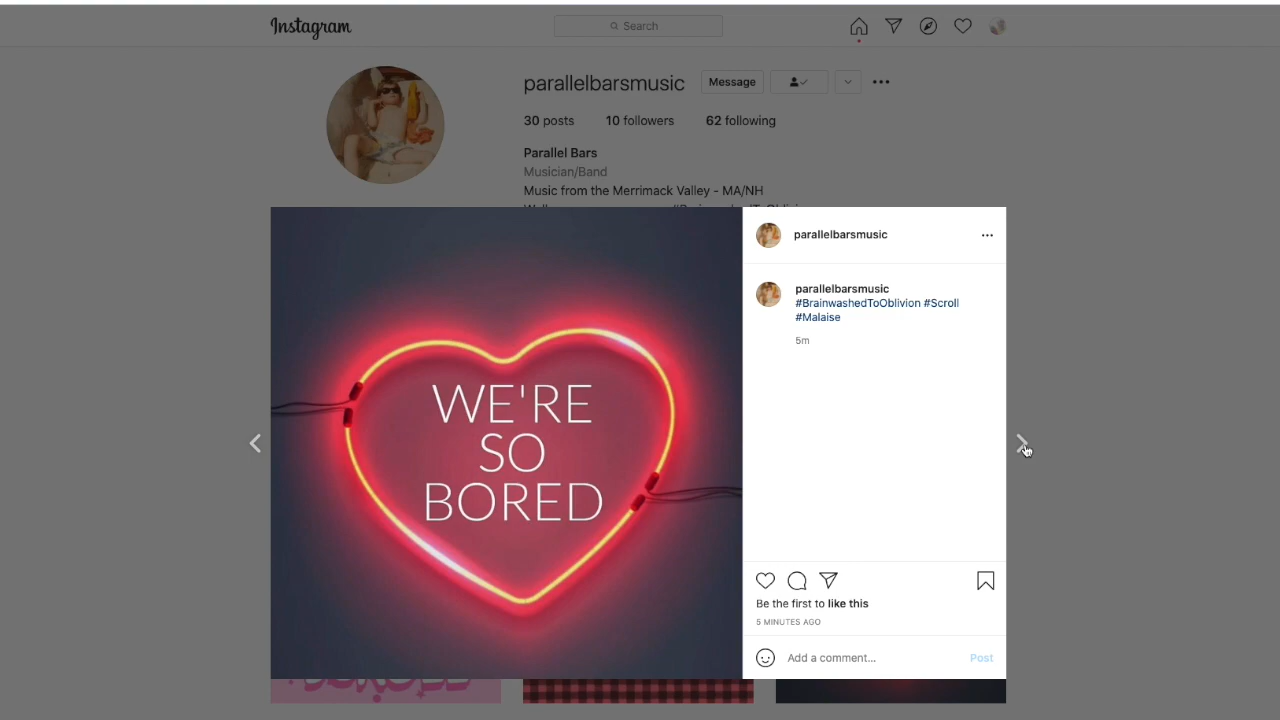 Instagram
Search
parallelbarsmusic
Message
30 posts
10 followers
62 following
Parallel Bars
Musician/Band
Music from the Merrimack Valley - MA/NH
WE'RE
SO
BORED
parallelbarsmusic
parallelbarsmusic
#BrainwashedToOblivion #Scroll
#Malaise
5m
Be the first to like this
5 MINUTES AGO
Add a comment...
Post